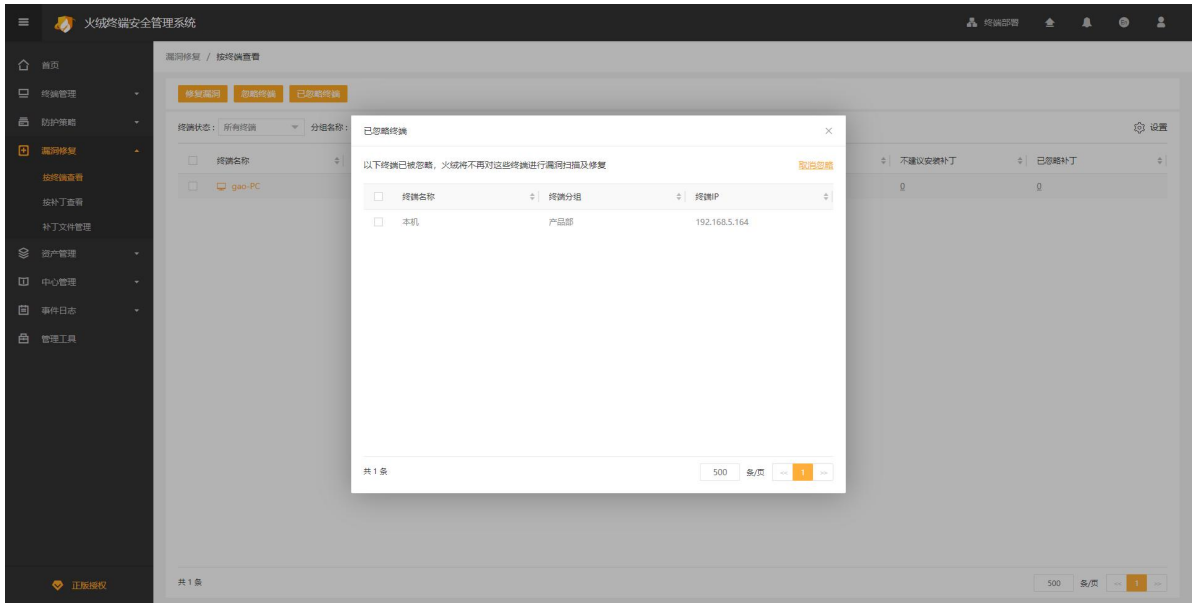 火绒终端安全管理系统
终端部署
首页
终端管理
防护策略
漏洞修复
按终端查看
按补丁查看
补丁文件管理
资产管理
中心管理
事件日志
管理工具
正版授权
漏洞修复 / 按终端查看
修复漏洞 忽略终端 已忽略终端
终端状态: 所有终端 分组名称: 设置
终端名称 不建议安装补丁 已忽略补丁
gao-PC 0 0
已忽略终端
以下终端已被忽略，火绒将不再对这些终端进行漏洞扫描及修复 取消忽略
终端名称 终端分组 终端IP
本机 产品部 192.168.5.164
共 1 条 500 条/页 1
共 1 条 500 条/页 1